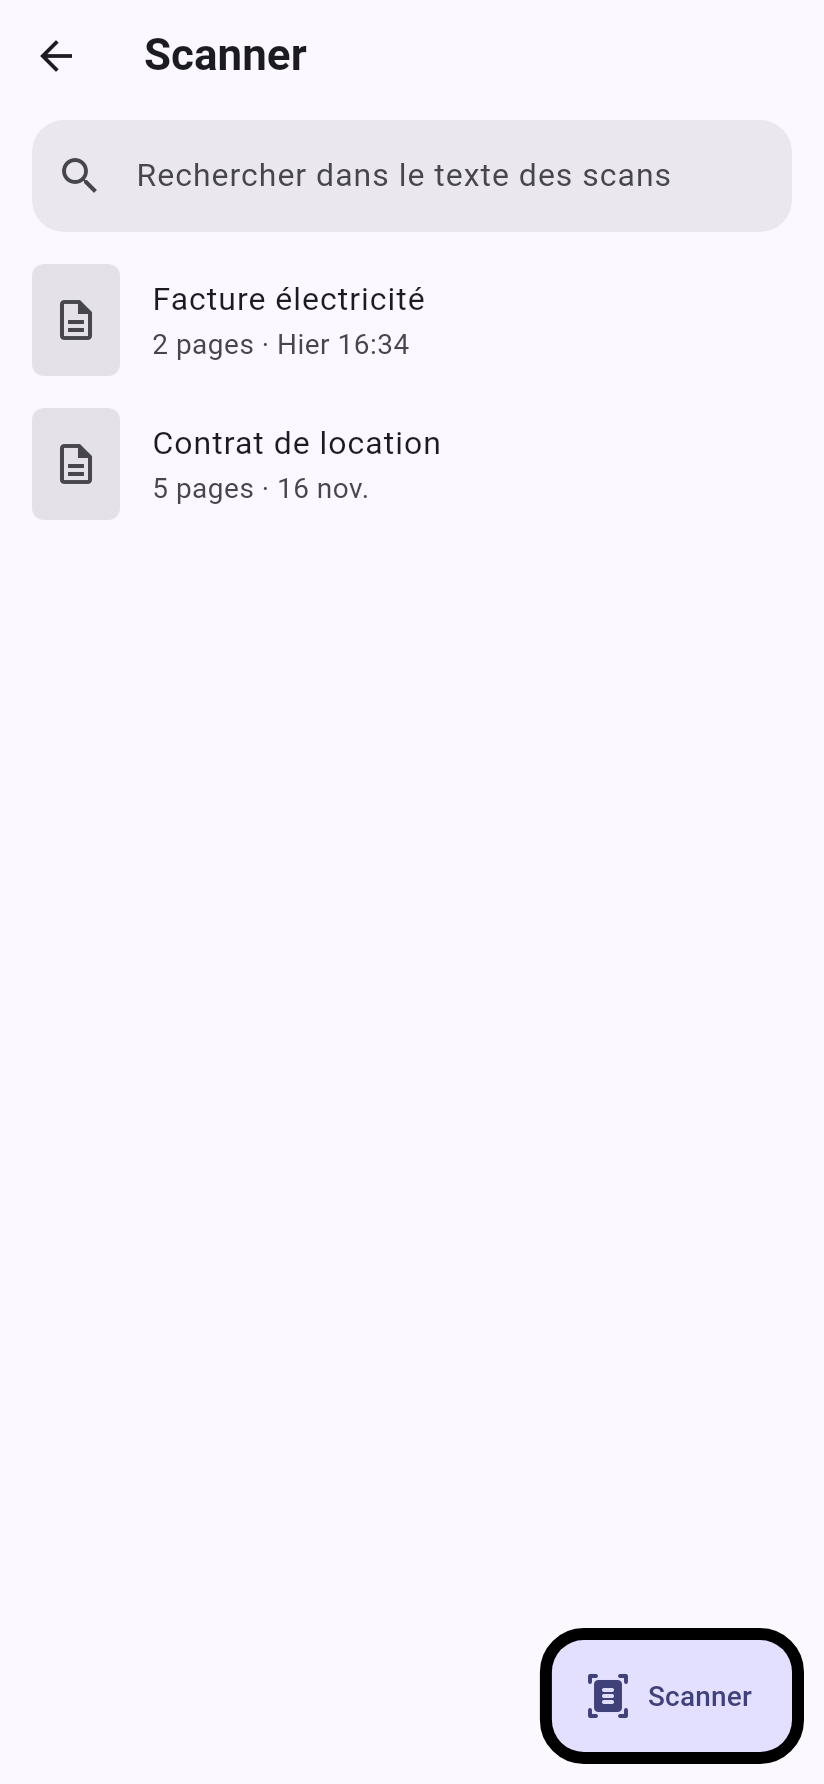 Scanner
Rechercher dans le texte des scans
Facture électricité
2 pages · Hier 16:34
Contrat de location
5 pages · 16 nov.
Scanner